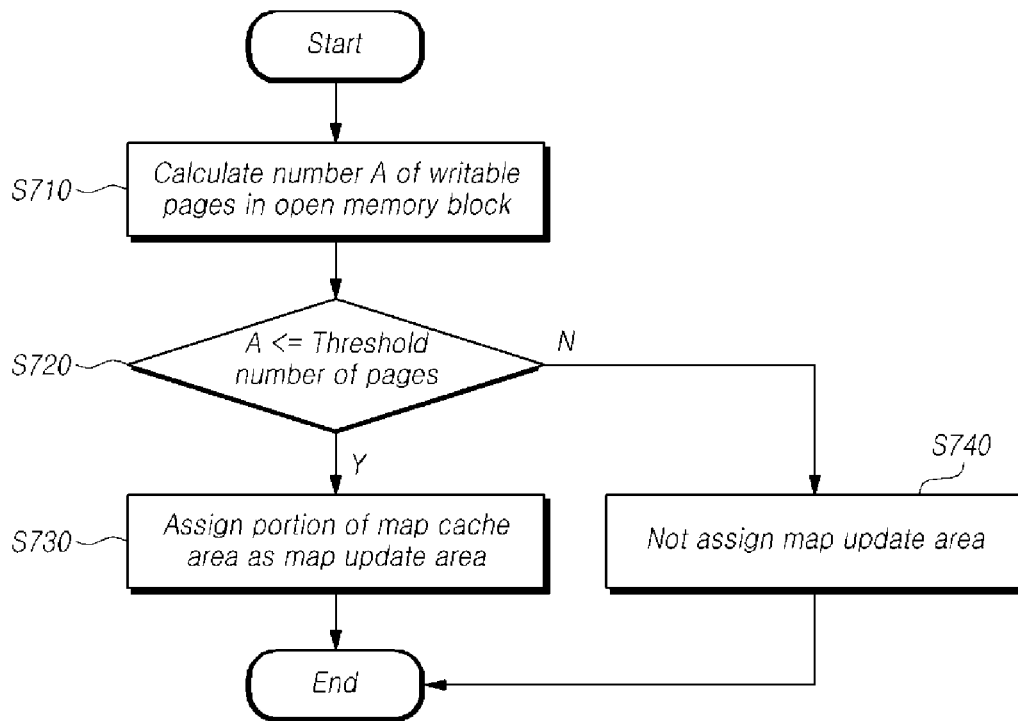 Start
S710
Calculate number A of writable
pages in open memory block
S720
A <= Threshold
number of pages
N
Y
S740
S730
Assign portion of map cache
area as map update area
Not assign map update area
End